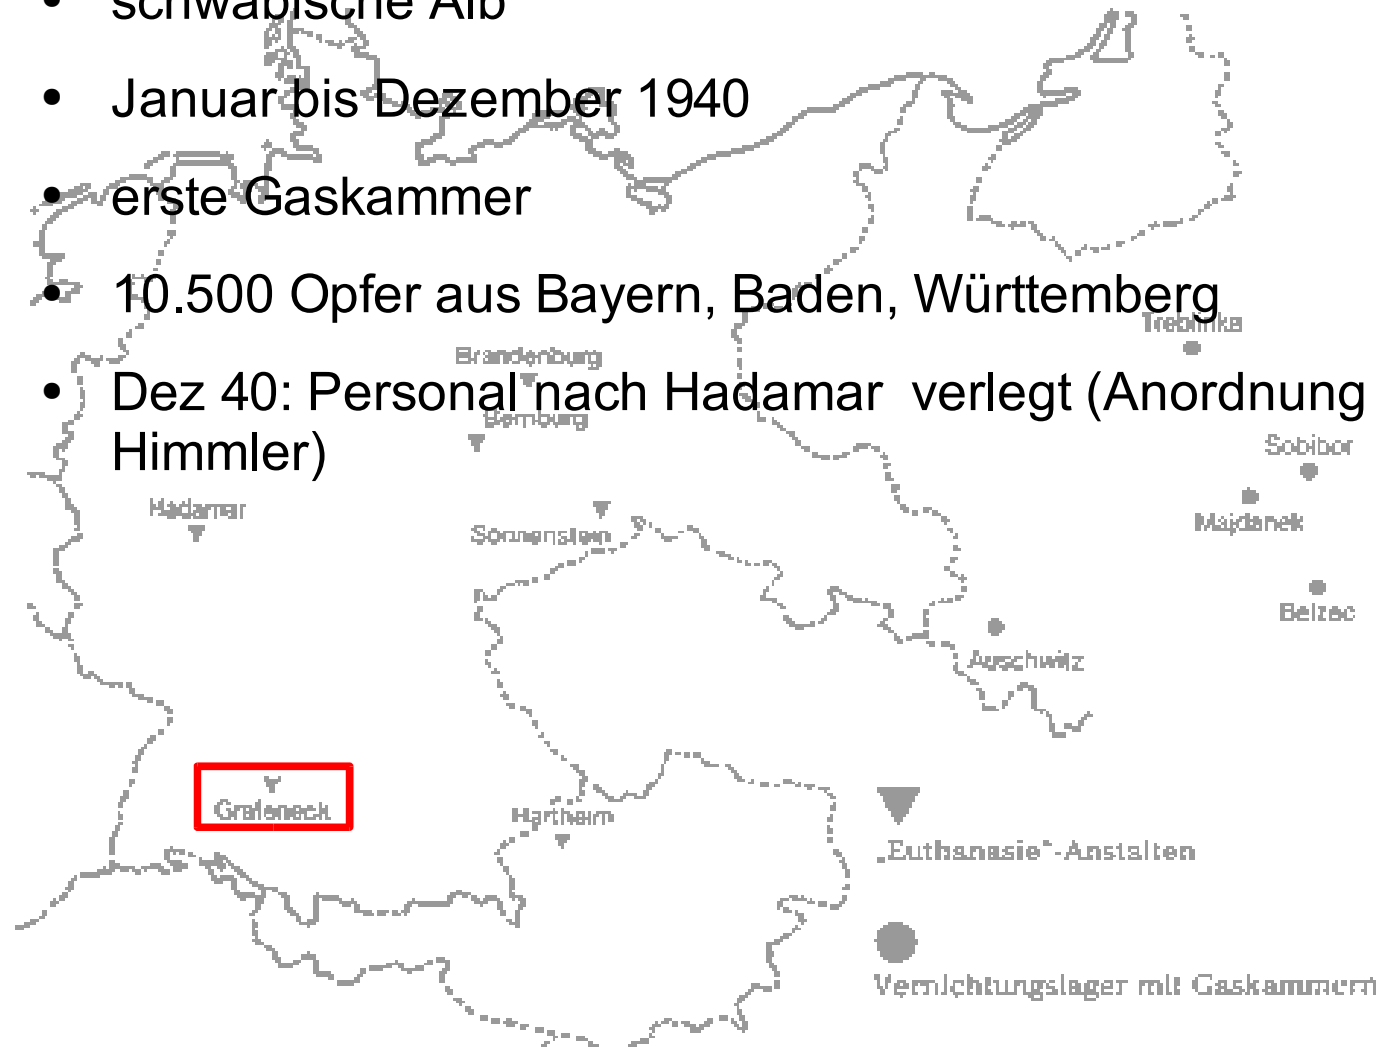 • schwäbische Alb
• Januar bis Dezember 1940
• erste Gaskammer
• 10.500 Opfer aus Bayern, Baden, Württemberg
Treblinka
Brandenburg
• Dez 40: Personal nach Hadamar verlegt (Anordnung
Himmler)
Bernburg
Sobibor
Hadamar
Majdanek
Sonnenstein
Belzec
Auschwitz
Grafeneck
Hartheim
„Euthanasie"-Anstalten
Vernichtungslager mit Gaskammern